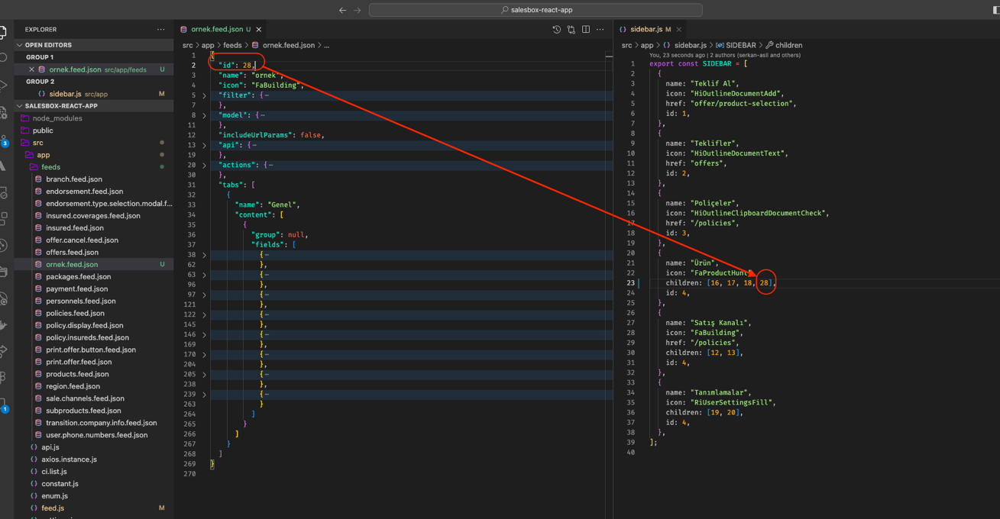 salesbox-react-app
EXPLORER
OPEN EDITORS
GROUP 1
ornek.feed.json src/app/feeds U
GROUP 2
sidebar.js src/app M
SALESBOX-REACT-APP
node_modules
public
src
app
feeds
branch.feed.json
endorsement.feed.json
endorsement.type.selection.modal.f...
insured.coverages.feed.json
insured.feed.json
offer.cancel.feed.json
offers.feed.json
ornek.feed.json U
packages.feed.json
payment.feed.json
personnels.feed.json
policies.feed.json
policy.display.feed.json
policy.insureds.feed.json
print.offer.button.feed.json
print.offer.feed.json
products.feed.json
region.feed.json
sale.channels.feed.json
subproducts.feed.json
transition.company.info.feed.json
user.phone.numbers.feed.json
api.js
axios.instance.js
ci.list.js
constant.js
enum.js
feed.js M
3
1
ornek.feed.json U
src > app > feeds > ornek.feed.json > ...
1 {
2 "id": 28,
3 "name": "ornek",
4 "icon": "FaBuilding",
5 > "filter": {⋯
7 },
8 > "model": {⋯
11 },
12 "includeUrlParams": false,
13 > "api": {⋯
19 },
20 > "actions": {⋯
30 },
31 "tabs": [
32 {
33 "name": "Genel",
34 "content": [
35 {
36 "group": null,
37 "fields": [
38 > {⋯
62 },
63 > {⋯
96 },
97 > {⋯
121 },
122 > {⋯
145 },
146 > {⋯
169 },
170 > {⋯
204 },
205 > {⋯
238 },
239 > {⋯
263 }
264 ]
265 }
266 ]
267 }
268 ]
269 }
270
sidebar.js M
src > app > sidebar.js > SIDEBAR > children
You, 23 seconds ago | 2 authors (serkan-asil and others)
1 export const SIDEBAR = [
2 {
3 name: "Teklif Al",
4 icon: "HiOutlineDocumentAdd",
5 href: "offer/product-selection",
6 id: 1,
7 },
8 {
9 name: "Teklifler",
10 icon: "HiOutlineDocumentText",
11 href: "offers",
12 id: 2,
13 },
14 {
15 name: "Poliçeler",
16 icon: "HiOutlineClipboardDocumentCheck",
17 href: "/policies",
18 id: 3,
19 },
20 {
21 name: "Ürün",
22 icon: "FaProductHunt",
23 children: [16, 17, 18, 28],
24 id: 4,
25 },
26 {
27 name: "Satış Kanalı",
28 icon: "FaBuilding",
29 href: "/policies",
30 children: [12, 13],
31 id: 4,
32 },
33 {
34 name: "Tanımlamalar",
35 icon: "RiUserSettingsFill",
36 children: [19, 20],
37 id: 4,
38 },
39 ];
40